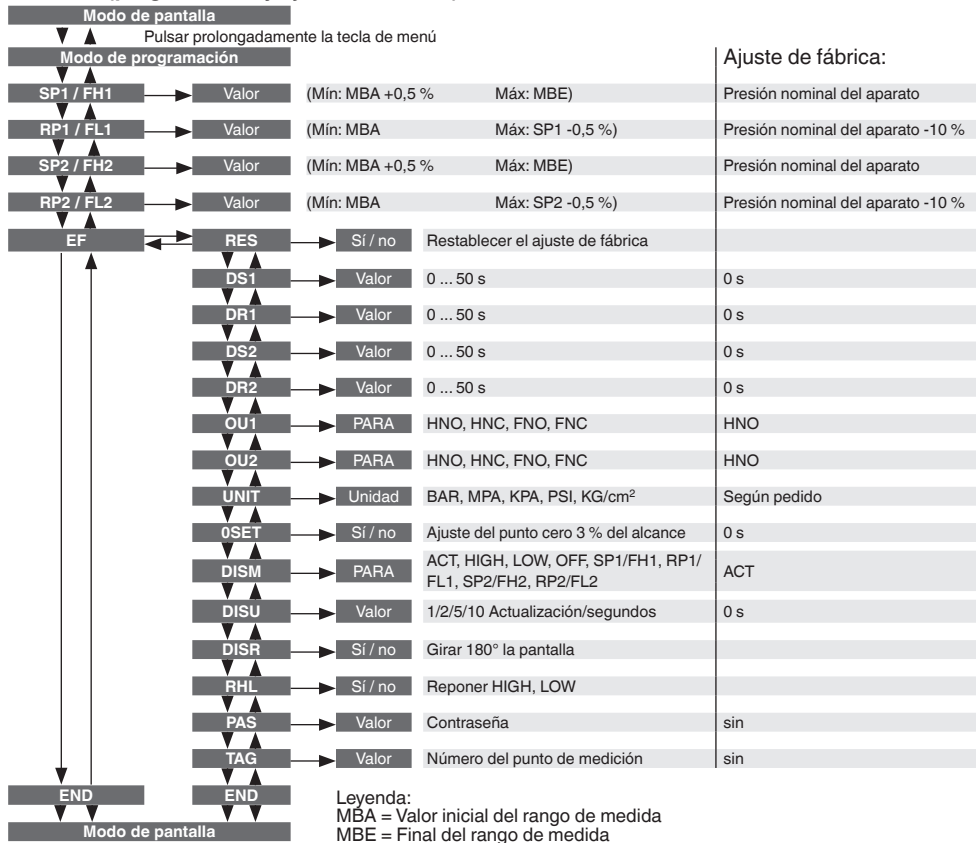 Modo de pantalla
Pulsar prolongadamente la tecla de menú
Modo de programación
Ajuste de fábrica:
SP1 / FH1 Valor (Mín: MBA +0,5 % Máx: MBE) Presión nominal del aparato
RP1 / FL1 Valor (Mín: MBA Máx: SP1 -0,5 %) Presión nominal del aparato -10 %
SP2 / FH2 Valor (Mín: MBA +0,5 % Máx: MBE) Presión nominal del aparato
RP2 / FL2 Valor (Mín: MBA Máx: SP2 -0,5 %) Presión nominal del aparato -10 %
EF RES Sí / no Restablecer el ajuste de fábrica
DS1 Valor 0 ... 50 s 0 s
DR1 Valor 0 ... 50 s 0 s
DS2 Valor 0 ... 50 s 0 s
DR2 Valor 0 ... 50 s 0 s
OU1 PARA HNO, HNC, FNO, FNC HNO
OU2 PARA HNO, HNC, FNO, FNC HNO
UNIT Unidad BAR, MPA, KPA, PSI, KG/cm² Según pedido
0SET Sí / no Ajuste del punto cero 3 % del alcance 0 s
DISM PARA ACT, HIGH, LOW, OFF, SP1/FH1, RP1/
FL1, SP2/FH2, RP2/FL2 ACT
DISU Valor 1/2/5/10 Actualización/segundos 0 s
DISR Sí / no Girar 180° la pantalla
RHL Sí / no Reponer HIGH, LOW
PAS Valor Contraseña sin
TAG Valor Número del punto de medición sin
END END
Modo de pantalla
Leyenda:
MBA = Valor inicial del rango de medida
MBE = Final del rango de medida